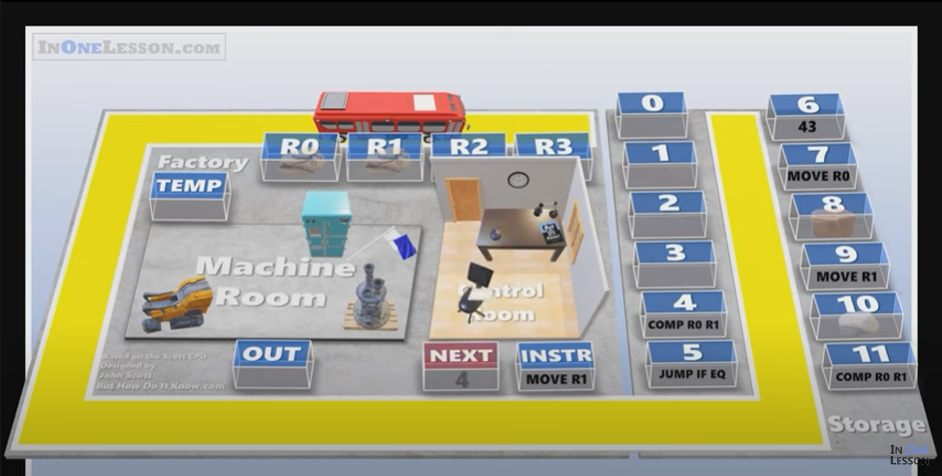 INONELESSON.COM
0
6
43
R0
R1
R2
R3
Factory
1
7
MOVE R0
TEMP
2
8
3
9
MOVE R1
Machine
Room
Control
Room
4
COMP R0 R1
10
OUT
NEXT
4
INSTR
MOVE R1
5
JUMP IF EQ
11
COMP R0 R1
Based on the Scott CPU
Designed by
John Scott
But How Do It Know.com
Storage
IN ONE
LESSON